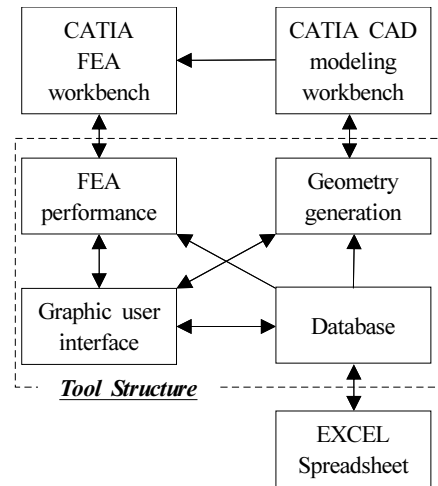 CATIA
FEA
workbench
CATIA CAD
modeling
workbench
FEA
performance
Geometry
generation
Graphic user
interface
Database
Tool Structure
EXCEL
Spreadsheet